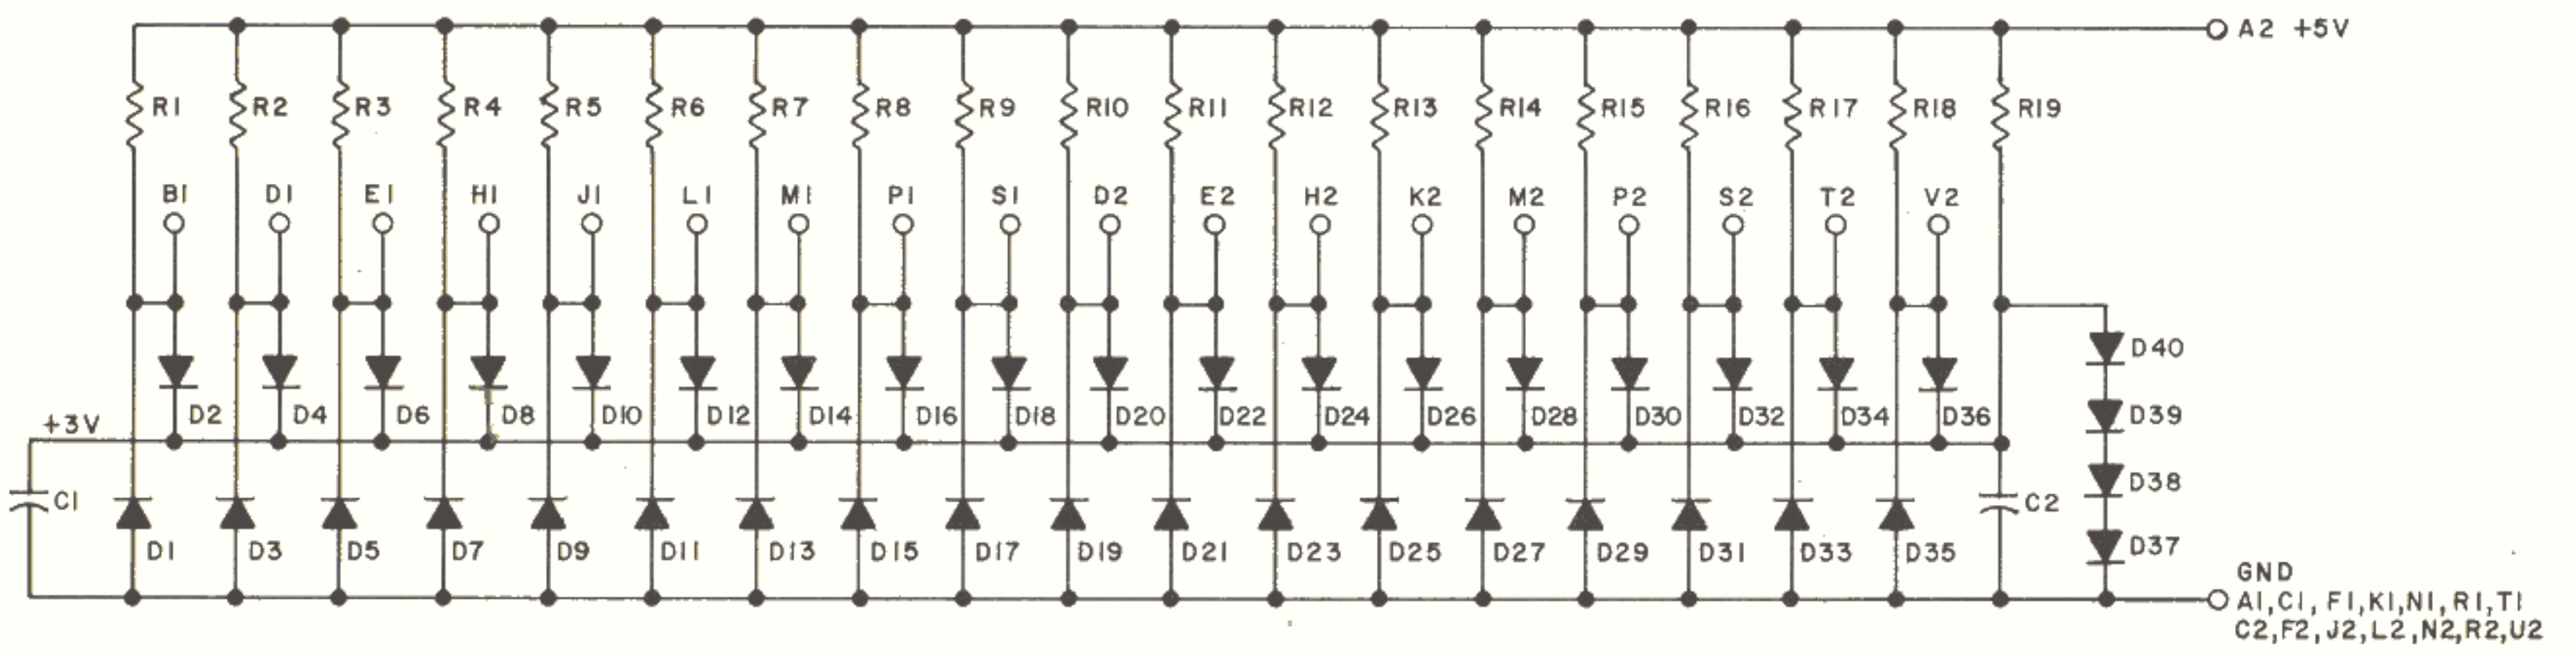 A2 +5V
R1 R2 R3 R4 R5 R6 R7 R8 R9 R10 R11 R12 R13 R14 R15 R16 R17 R18 R19
B1 D1 E1 H1 J1 L1 M1 P1 S1 D2 E2 H2 K2 M2 P2 S2 T2 V2
D40
+3V D2 D4 D6 D8 D10 D12 D14 D16 D18 D20 D22 D24 D26 D28 D30 D32 D34 D36 D39
C1 C2 D38
D1 D3 D5 D7 D9 D11 D13 D15 D17 D19 D21 D23 D25 D27 D29 D31 D33 D35 D37
GND
A1,C1, F1,K1,N1,R1,T1
C2,F2,J2,L2,N2,R2,U2